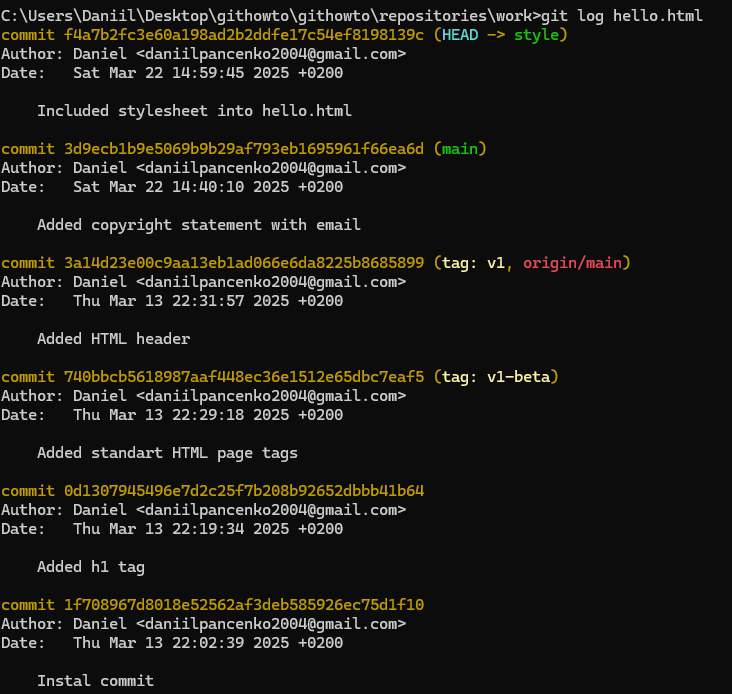 C:\Users\Daniil\Desktop\githowto\githowto\repositories\work>git log hello.html
commit f4a7b2fc3e60a198ad2b2ddfe17c54ef8198139c (HEAD -> style)
Author: Daniel <daniilpancenko2004@gmail.com>
Date:   Sat Mar 22 14:59:45 2025 +0200
    Included stylesheet into hello.html
commit 3d9ecb1b9e5069b9b29af793eb1695961f66ea6d (main)
Author: Daniel <daniilpancenko2004@gmail.com>
Date:   Sat Mar 22 14:40:10 2025 +0200
    Added copyright statement with email
commit 3a14d23e00c9aa13eb1ad066e6da8225b8685899 (tag: v1, origin/main)
Author: Daniel <daniilpancenko2004@gmail.com>
Date:   Thu Mar 13 22:31:57 2025 +0200
    Added HTML header
commit 740bbcb5618987aaf448ec36e1512e65dbc7eaf5 (tag: v1-beta)
Author: Daniel <daniilpancenko2004@gmail.com>
Date:   Thu Mar 13 22:29:18 2025 +0200
    Added standart HTML page tags
commit 0d1307945496e7d2c25f7b208b92652dbbb41b64
Author: Daniel <daniilpancenko2004@gmail.com>
Date:   Thu Mar 13 22:19:34 2025 +0200
    Added h1 tag
commit 1f708967d8018e52562af3deb585926ec75d1f10
Author: Daniel <daniilpancenko2004@gmail.com>
Date:   Thu Mar 13 22:02:39 2025 +0200
    Instal commit